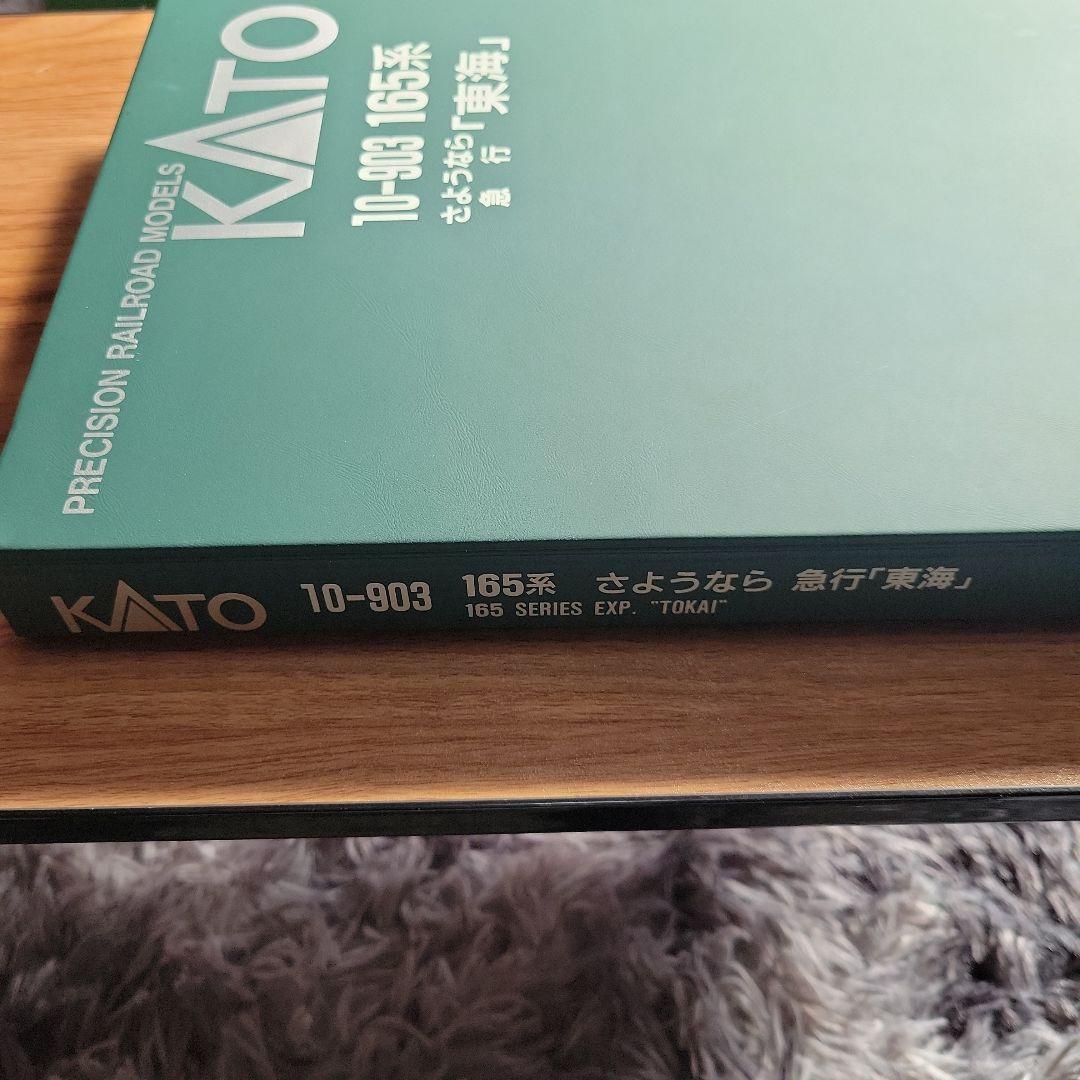 KATO
PRECISION RAILROAD MODELS
10-903 165系
さようなら「東海」
急行
KATO 10-903 165系 さようなら 急行「東海」
165 SERIES EXP. "TOKAI"